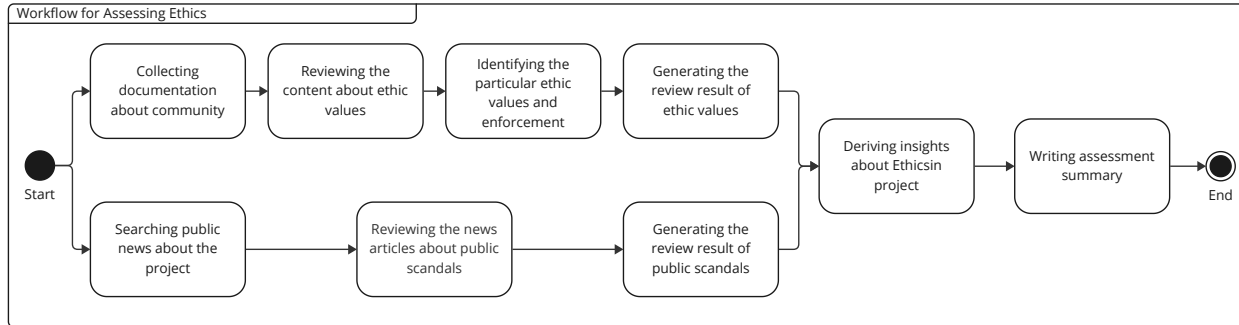 Workflow for Assessing Ethics
Collecting
documentation
about community
Reviewing the
content about ethic
values
Identifying the
particular ethic
values and
enforcement
Generating the
review result of
ethic values
Start
Searching public
news about the
project
Reviewing the news
articles about public
scandals
Generating the
review result of
public scandals
Deriving insights
about Ethicsin
project
Writing assessment
summary
End